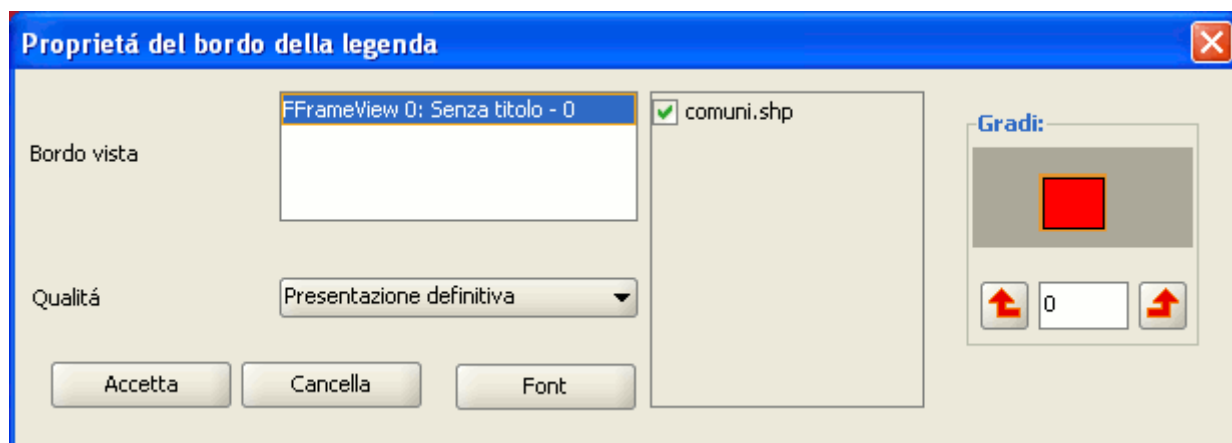 Proprietá del bordo della legenda
Bordo vista
FFrameView 0: Senza titolo - 0
comuni.shp
Gradi:
Qualitá
Presentazione definitiva
0
Accetta
Cancella
Font